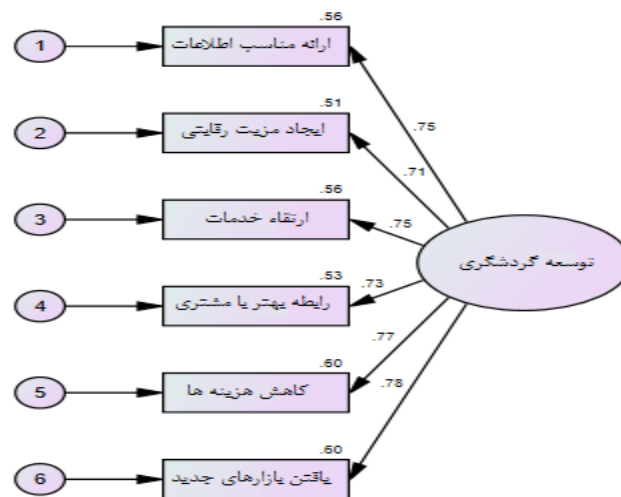 .56
1
ارائه مناسب اطلاعات
.75
.51
2
ایجاد مزیت رقابتی
.71
.56
3
ارتقاء خدمات
.75
توسعه گردشگری
.53
4
رابطه بهتر با مشتری
.73
.60
5
کاهش هزینه ها
.77
.60
6
یافتن بازارهای جدید
.78